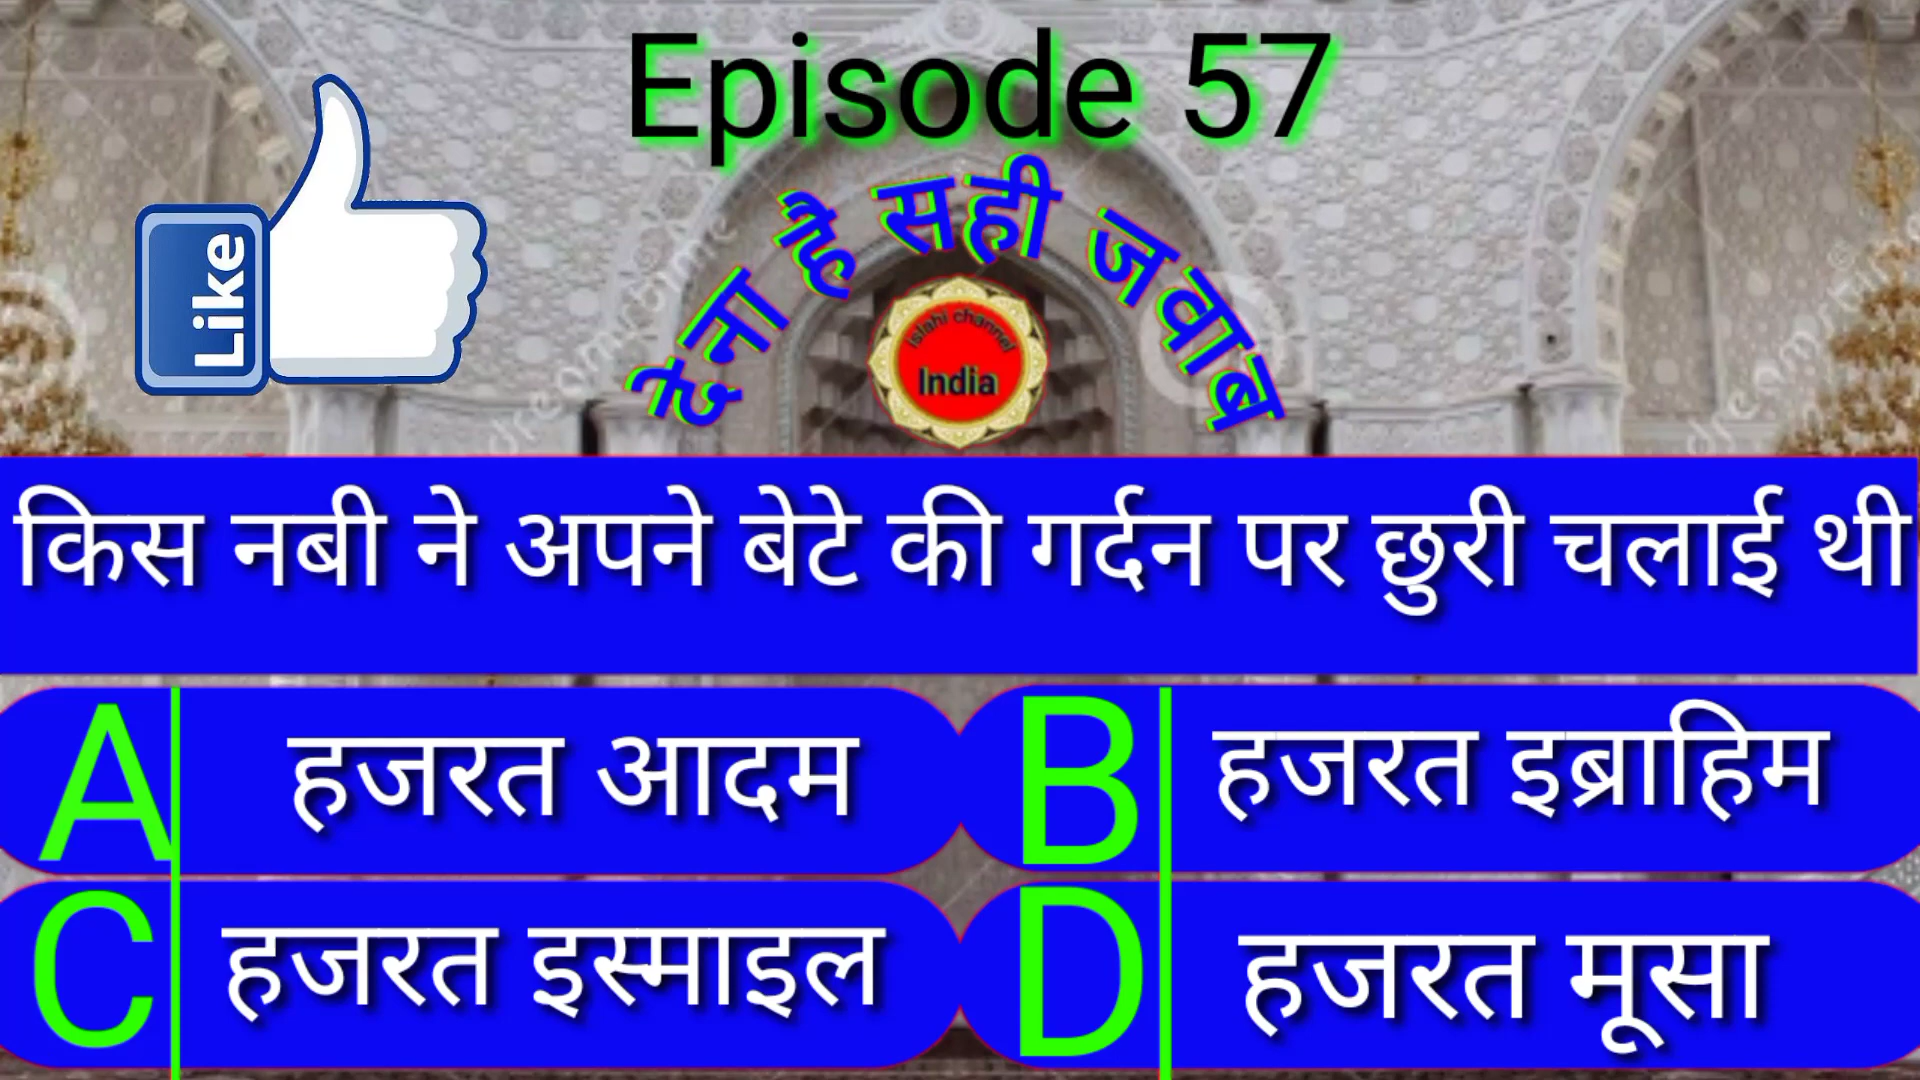 Episode 57
देना है सही जवाब
Like
islahi channel
India
किस नबी ने अपने बेटे की गर्दन पर छुरी चलाई थी
A हजरत आदम
B हजरत इब्राहिम
C हजरत इस्माइल
D हजरत मूसा